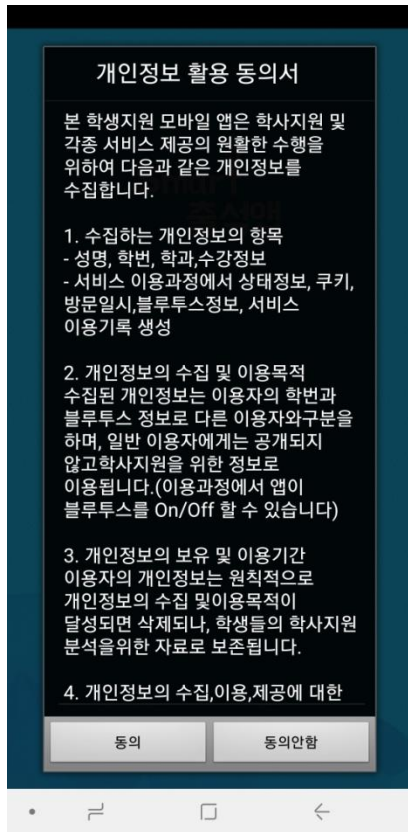 개인정보 활용 동의서
본 학생지원 모바일 앱은 학사지원 및
각종 서비스 제공의 원활한 수행을
위하여 다음과 같은 개인정보를
수집합니다.
1. 수집하는 개인정보의 항목
- 성명, 학번, 학과,수강정보
- 서비스 이용과정에서 상태정보, 쿠키,
방문일시,블루투스정보, 서비스
이용기록 생성
2. 개인정보의 수집 및 이용목적
수집된 개인정보는 이용자의 학번과
블루투스 정보로 다른 이용자와구분을
하며, 일반 이용자에게는 공개되지
않고학사지원을 위한 정보로
이용됩니다.(이용과정에서 앱이
블루투스를 On/Off 할 수 있습니다)
3. 개인정보의 보유 및 이용기간
이용자의 개인정보는 원칙적으로
개인정보의 수집 및이용목적이
달성되면 삭제되나, 학생들의 학사지원
분석을위한 자료로 보존됩니다.
4. 개인정보의 수집,이용,제공에 대한
동의
동의안함